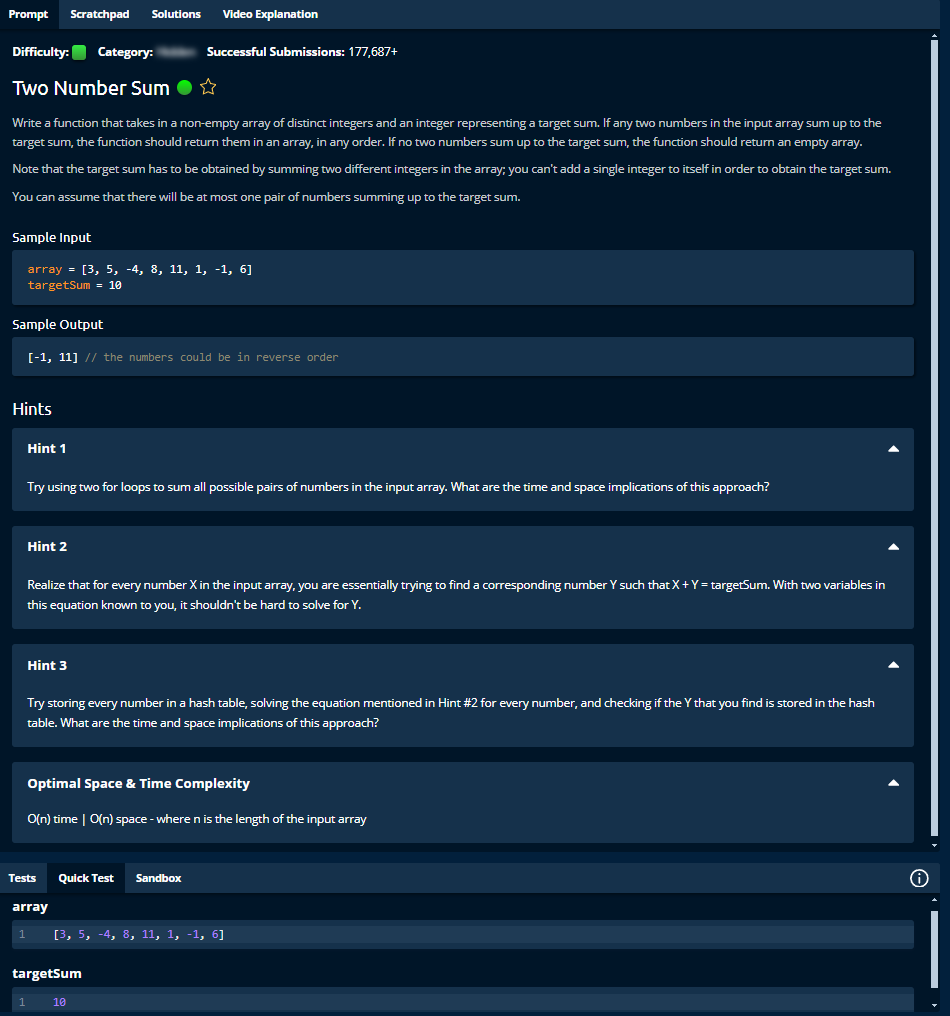 Prompt Scratchpad Solutions Video Explanation
Difficulty: Category: Successful Submissions: 177,687+
Two Number Sum
Write a function that takes in a non-empty array of distinct integers and an integer representing a target sum. If any two numbers in the input array sum up to the
target sum, the function should return them in an array, in any order. If no two numbers sum up to the target sum, the function should return an empty array.
Note that the target sum has to be obtained by summing two different integers in the array; you can't add a single integer to itself in order to obtain the target sum.
You can assume that there will be at most one pair of numbers summing up to the target sum.
Sample Input
array = [3, 5, -4, 8, 11, 1, -1, 6]
targetSum = 10
Sample Output
[-1, 11] // the numbers could be in reverse order
Hints
Hint 1
Try using two for loops to sum all possible pairs of numbers in the input array. What are the time and space implications of this approach?
Hint 2
Realize that for every number X in the input array, you are essentially trying to find a corresponding number Y such that X + Y = targetSum. With two variables in
this equation known to you, it shouldn't be hard to solve for Y.
Hint 3
Try storing every number in a hash table, solving the equation mentioned in Hint #2 for every number, and checking if the Y that you find is stored in the hash
table. What are the time and space implications of this approach?
Optimal Space & Time Complexity
O(n) time | O(n) space - where n is the length of the input array
Tests Quick Test Sandbox
array
1 [3, 5, -4, 8, 11, 1, -1, 6]
targetSum
1 10